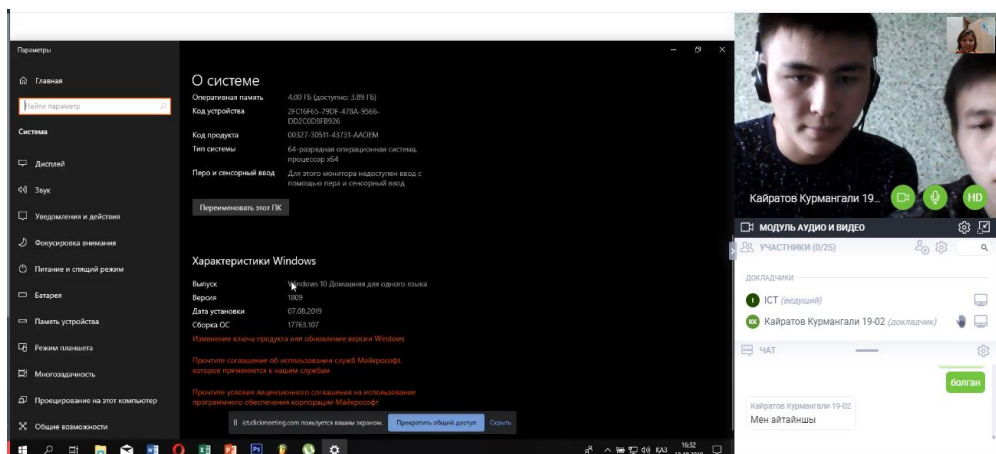 Параметры
Главная
Найти параметр
Система
Дисплей
Звук
Уведомления и действия
Фокусировка внимания
Питание и спящий режим
Батарея
Память устройства
Режим планшета
Многозадачность
Проецирование на этот компьютер
Общие возможности
О системе
Оперативная память 4,00 ГБ (доступно: 3,89 ГБ)
Код устройства 2FC16F65-79DF-478A-9566-
DD2C0D8FB926
Код продукта 00327-30511-43731-AAOEM
Тип системы 64-разрядная операционная система,
процессор x64
Перо и сенсорный ввод Для этого монитора недоступен ввод с
помощью пера и сенсорный ввод
Переименовать этот ПК
Характеристики Windows
Выпуск Windows 10 Домашняя для одного языка
Версия 1809
Дата установки 07.08.2019
Сборка ОС 17763.107
Изменение ключа продукта или обновление версии Windows
Прочтите соглашение об использовании служб Майкрософт,
которое применяется к нашим службам
Прочтите условия лицензионного соглашения на использование
программного обеспечения корпорации Майкрософт
ict.clickmeeting.com пользуется вашим экраном. Прекратить общий доступ Скрыть
ҚАЗ 16:32
Кайратов Курмангали 19... HD
МОДУЛЬ АУДИО И ВИДЕО
УЧАСТНИКИ (0/25)
ДОКЛАДЧИКИ
I ICT (ведущий)
КК Кайратов Курмангали 19-02 (докладчик)
ЧАТ
болган
Кайратов Курмангали 19-02
Мен айтайншы